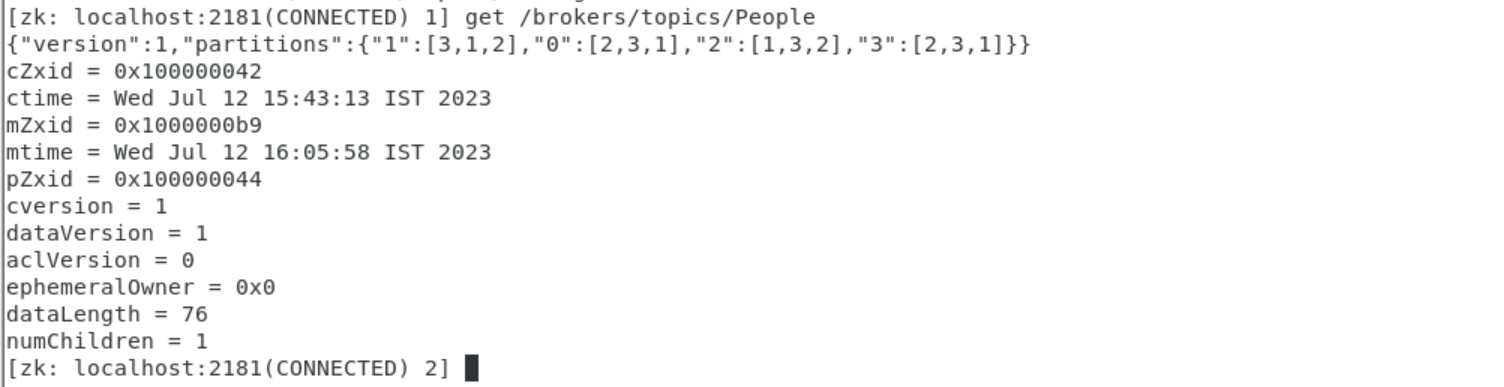 [zk: localhost:2181(CONNECTED) 1] get /brokers/topics/People
{"version":1,"partitions":{"1":[3,1,2],"0":[2,3,1],"2":[1,3,2],"3":[2,3,1]}}
cZxid = 0x100000042
ctime = Wed Jul 12 15:43:13 IST 2023
mZxid = 0x1000000b9
mtime = Wed Jul 12 16:05:58 IST 2023
pZxid = 0x100000044
cversion = 1
dataVersion = 1
aclVersion = 0
ephemeralOwner = 0x0
dataLength = 76
numChildren = 1
[zk: localhost:2181(CONNECTED) 2]